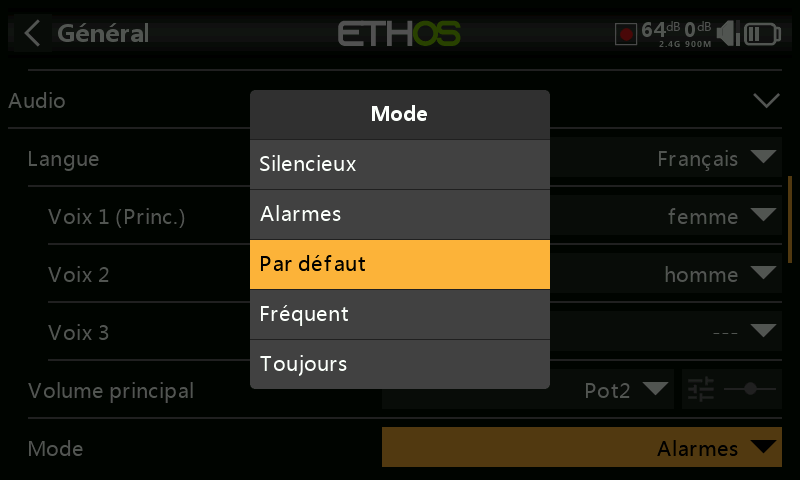 Général
ETHOS
64dB 0dB
2.4G 900M
Audio
Mode
Silencieux
Alarmes
Par défaut
Fréquent
Toujours
Langue
Français
Voix 1 (Princ.)
femme
Voix 2
homme
Voix 3
---
Volume principal
Pot2
Mode
Alarmes